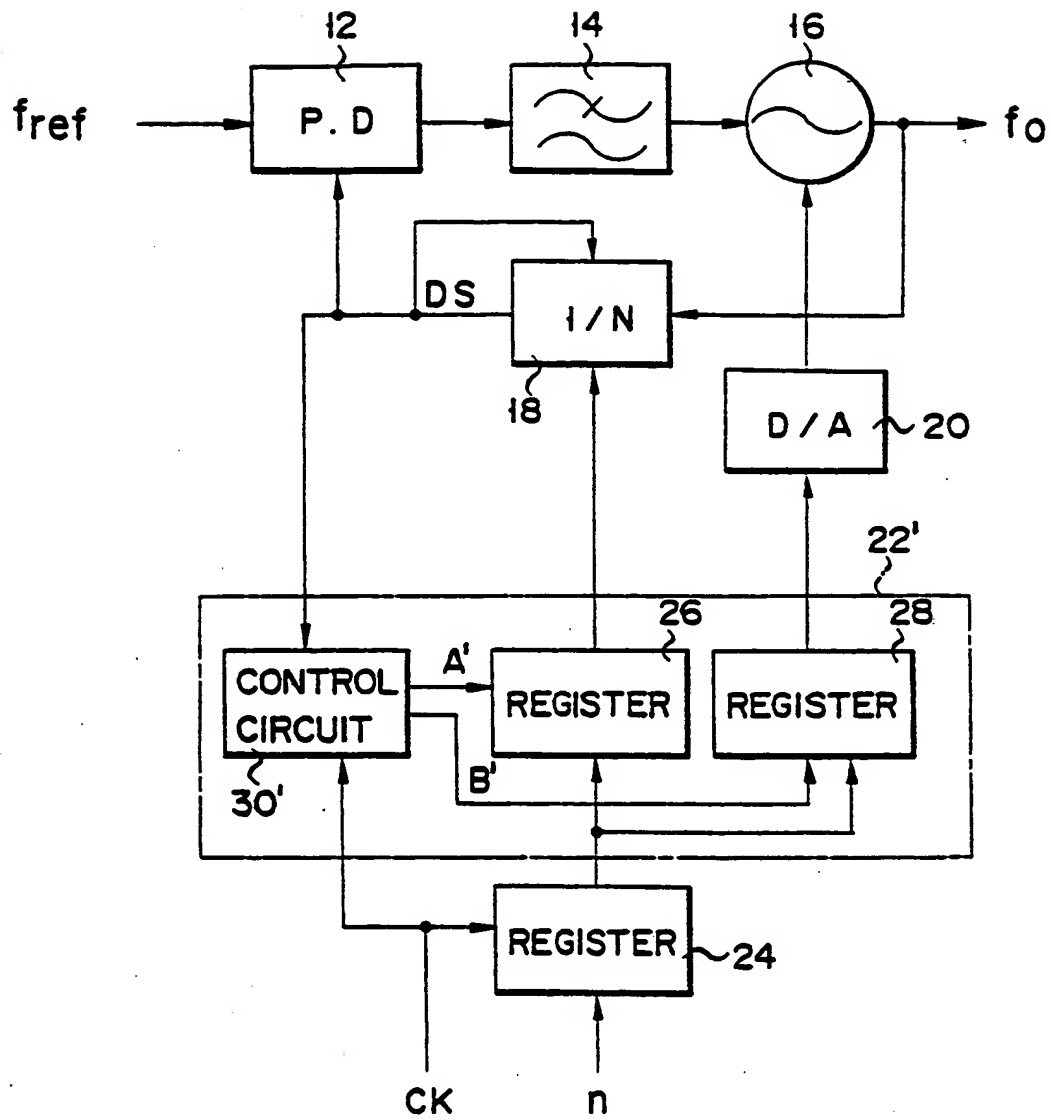 12
14
16
fref
P.D
fo
DS
1/N
18
D/A
20
22'
26
28
CONTROL
CIRCUIT
A'
REGISTER
REGISTER
30'
B'
REGISTER
24
CK
n